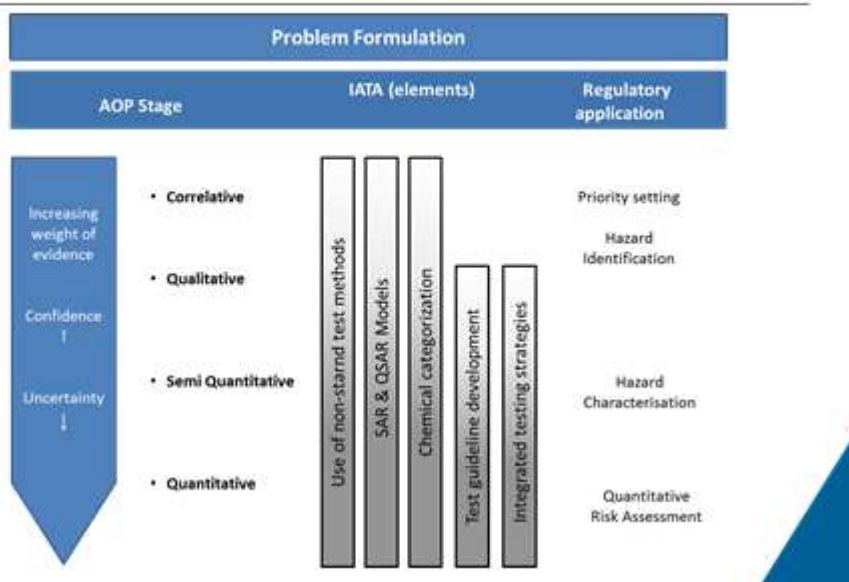 Problem Formulation
AOP Stage
IATA (elements)
Regulatory
application
Increasing
weight of
evidence
Confidence
↑
Uncertainty
↓
• Correlative
• Qualitative
• Semi Quantitative
• Quantitative
Use of non-starnd test methods
SAR & QSAR Models
Chemical categorization
Test guideline development
Integrated testing strategies
Priority setting
Hazard
Identification
Hazard
Characterisation
Quantitative
Risk Assessment